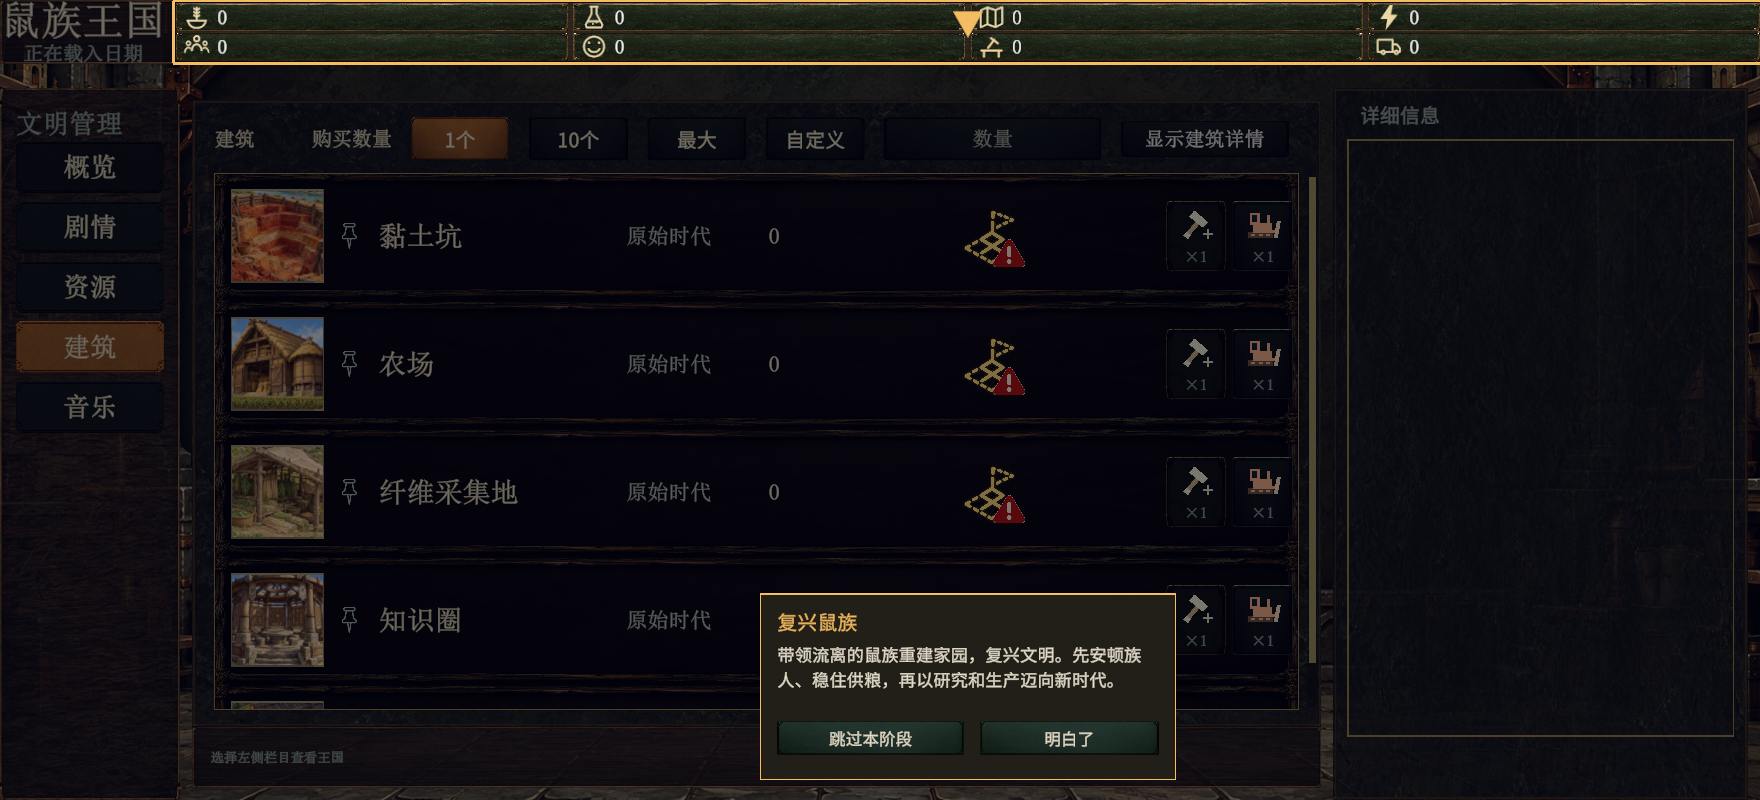 鼠族王国
正在载入日期
0 0 0 0
0 0 0 0
文明管理
概览
剧情
资源
建筑
音乐
建筑 购买数量 1个 10个 最大 自定义 数量 显示建筑详情
黏土坑 原始时代 0 ×1 ×1
农场 原始时代 0 ×1 ×1
纤维采集地 原始时代 0 ×1 ×1
知识圈 原始时代 ×1 ×1
详细信息
复兴鼠族
带领流离的鼠族重建家园，复兴文明。先安顿族
人、稳住供粮，再以研究和生产迈向新时代。
跳过本阶段 明白了
选择左侧栏目查看王国